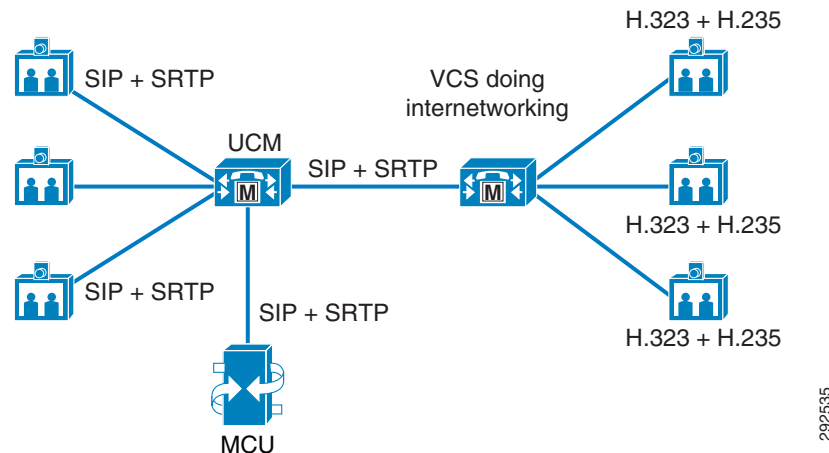 H.323 + H.235
SIP + SRTP
VCS doing
internetworking
UCM
SIP + SRTP
M
M
H.323 + H.235
SIP + SRTP
SIP + SRTP
H.323 + H.235
MCU
292535